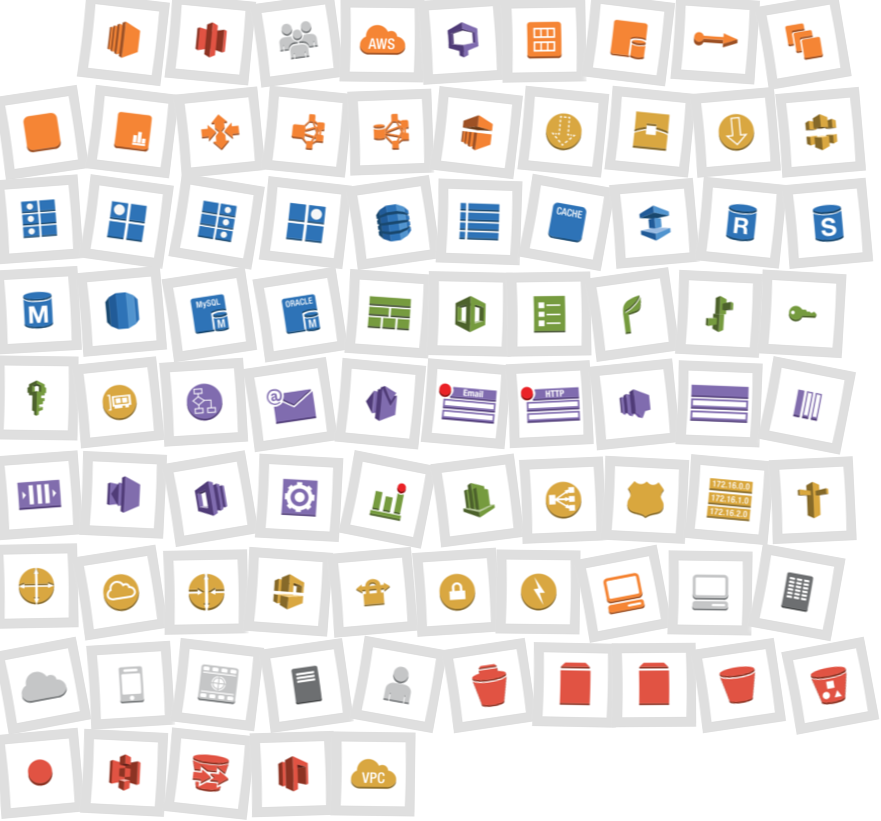 AWS
CACHE
R
S
M
MySQL
M
ORACLE
M
@
Email
HTTP
172.16.0.0
172.16.1.0
172.16.2.0
VPC